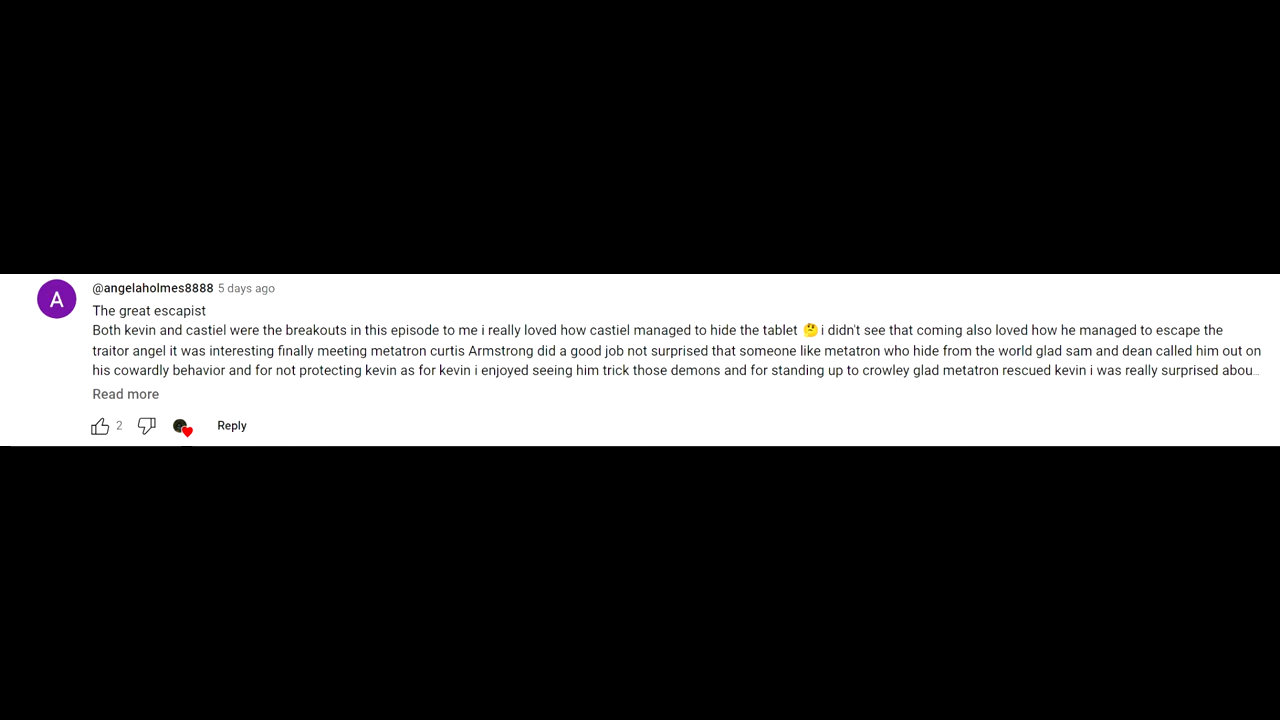 A
@angelaholmes8888 5 days ago
The great escapist
Both kevin and castiel were the breakouts in this episode to me i really loved how castiel managed to hide the tablet 🤔 i didn't see that coming also loved how he managed to escape the
traitor angel it was interesting finally meeting metatron curtis Armstrong did a good job not surprised that someone like metatron who hide from the world glad sam and dean called him out on
his cowardly behavior and for not protecting kevin as for kevin i enjoyed seeing him trick those demons and for standing up to crowley glad metatron rescued kevin i was really surprised abou...
Read more
2 Reply